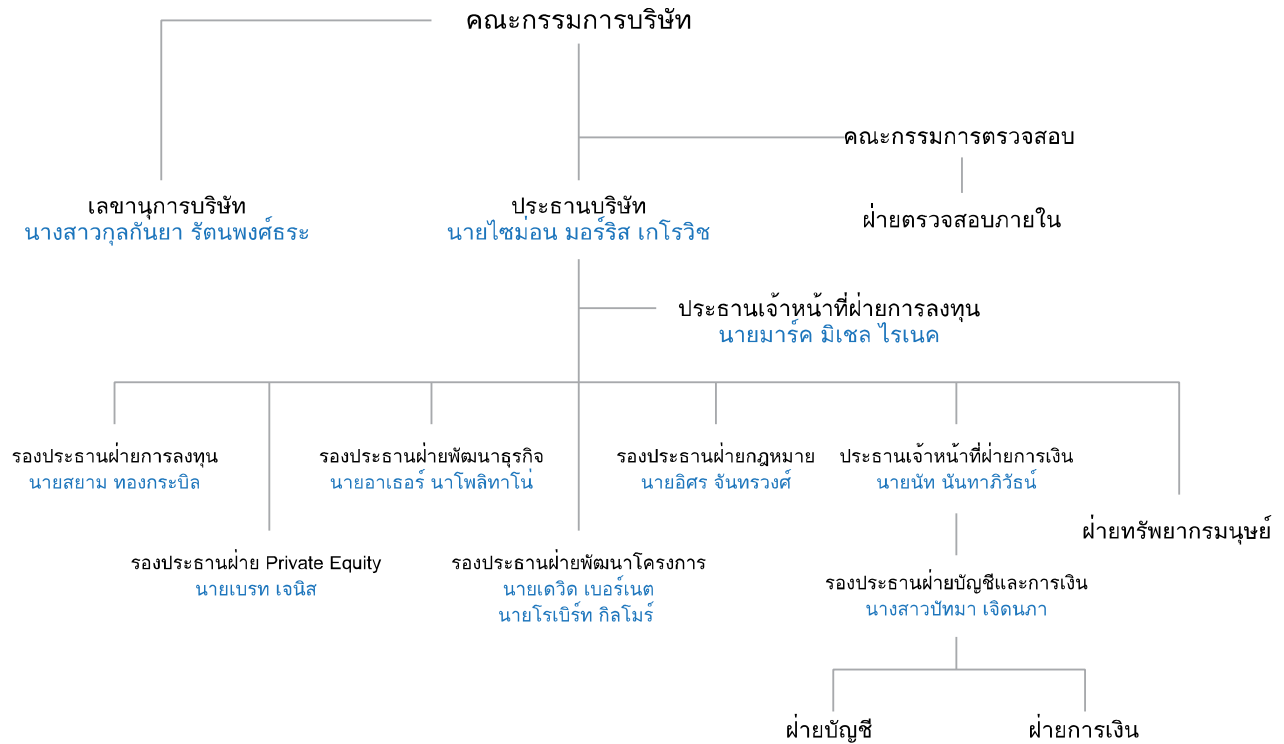 คณะกรรมการบริษัท
คณะกรรมการตรวจสอบ
เลขานุการบริษัท
นางสาวกุลกันยา รัตนพงศ์ธระ
ประธานบริษัท
นายไซม่อน มอร์ริส เกโรวิช
ฝ่ายตรวจสอบภายใน
ประธานเจ้าหน้าที่ฝ่ายการลงทุน
นายมาร์ค มิเชล ไรเนค
รองประธานฝ่ายการลงทุน
นายสยาม ทองกระบิล
รองประธานฝ่ายพัฒนาธุรกิจ
นายอาเธอร์ นาโพลิทาโน่
รองประธานฝ่ายกฎหมาย
นายอิศร จันทรวงศ์
ประธานเจ้าหน้าที่ฝ่ายการเงิน
นายนัท นันทาภิวัธน์
ฝ่ายทรัพยากรมนุษย์
รองประธานฝ่าย Private Equity
นายเบรท เจนิส
รองประธานฝ่ายพัฒนาโครงการ
นายเดวิด เบอร์เนต
นายโรเบิร์ท กิลโมร์
รองประธานฝ่ายบัญชีและการเงิน
นางสาวปัทมา เจิดนภา
ฝ่ายบัญชี
ฝ่ายการเงิน